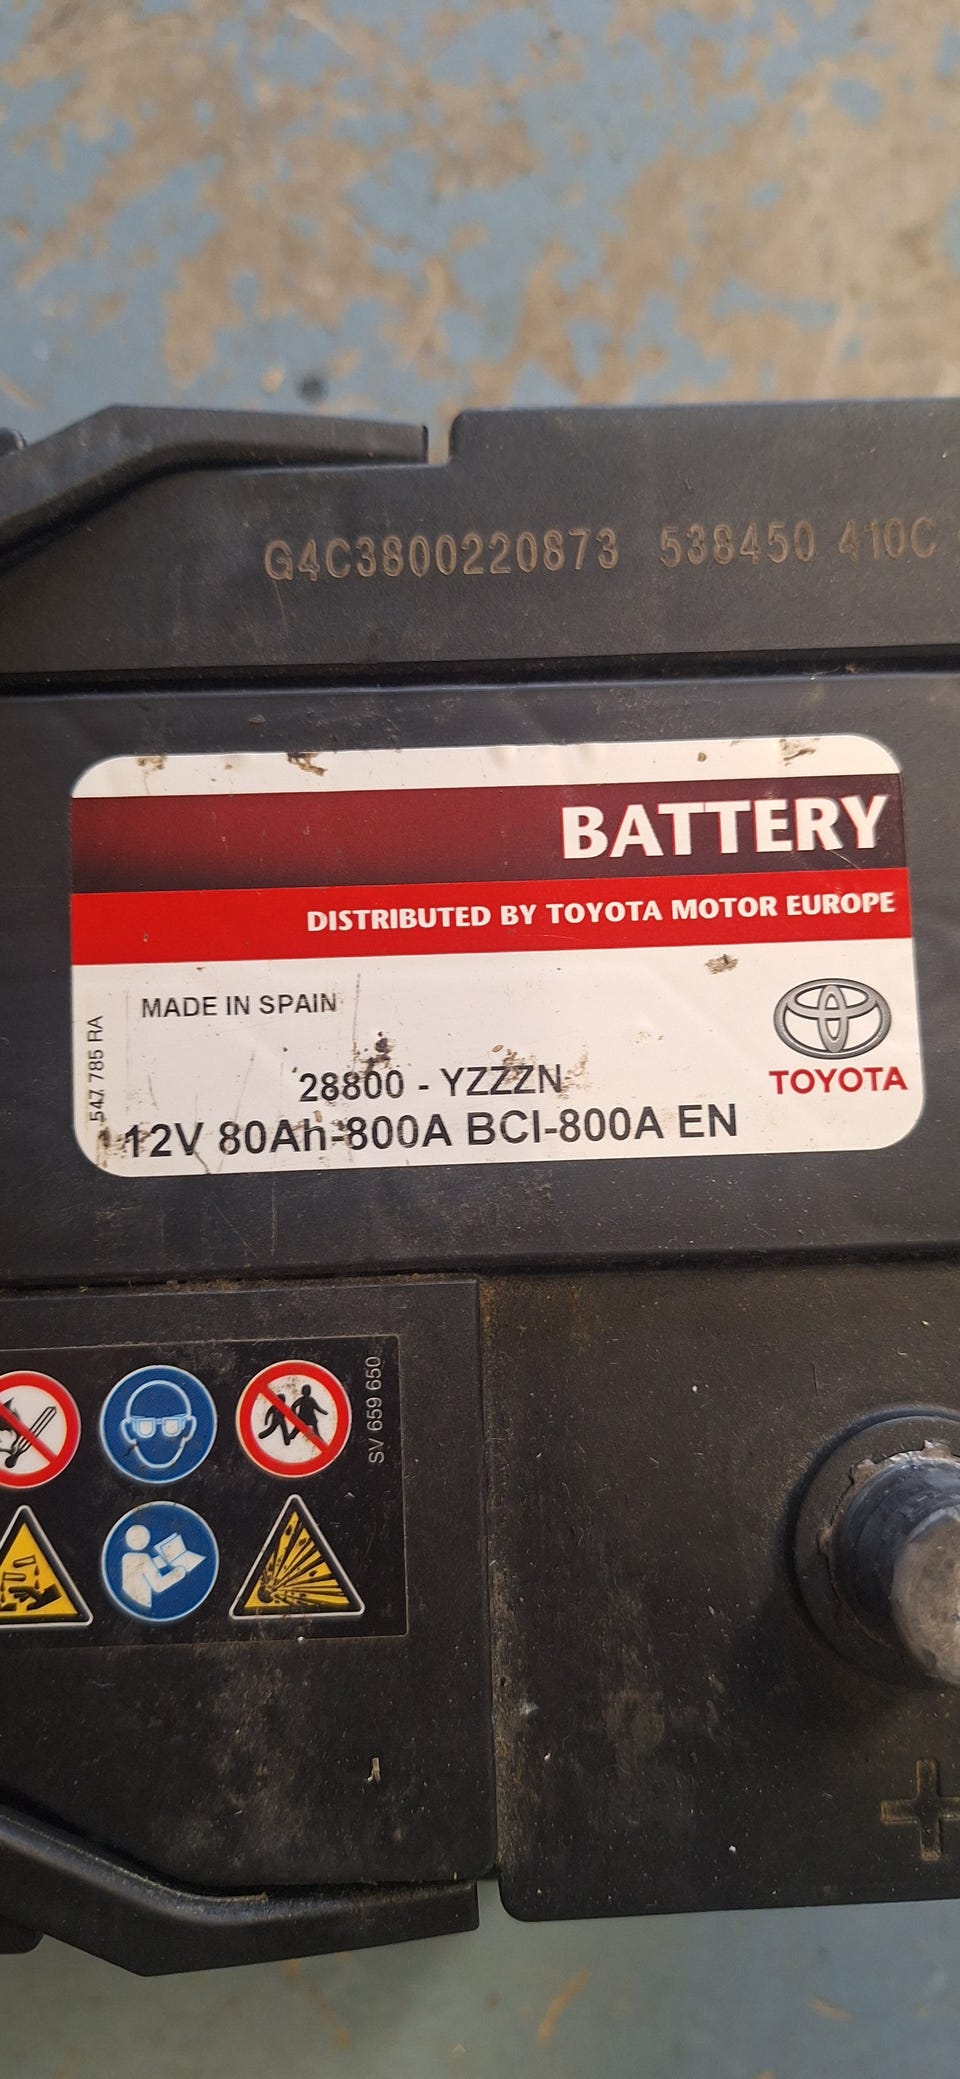 G4C3800220873 538450 410C
BATTERY
DISTRIBUTED BY TOYOTA MOTOR EUROPE
MADE IN SPAIN
547 785 RA
28800 - YZZZN
TOYOTA
12V 80Ah-800A BCI-800A EN
SV 659 650
+